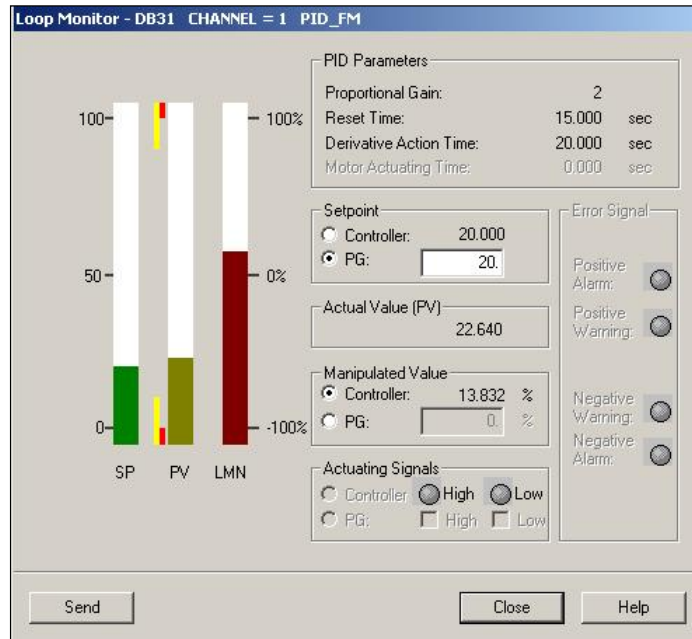 Loop Monitor - DB31 CHANNEL = 1 PID_FM
100
50
0
100%
0%
-100%
SP PV LMN
PID Parameters
Proportional Gain: 2
Reset Time: 15.000 sec
Derivative Action Time: 20.000 sec
Motor Actuating Time: 0.000 sec
Setpoint
Controller: 20.000
PG: 20.
Actual Value (PV)
22.640
Manipulated Value
Controller: 13.832 %
PG: 0. %
Actuating Signals
Controller High Low
PG: High Low
Error Signal
Positive
Alarm:
Positive
Warning:
Negative
Warning:
Negative
Alarm:
Send Close Help